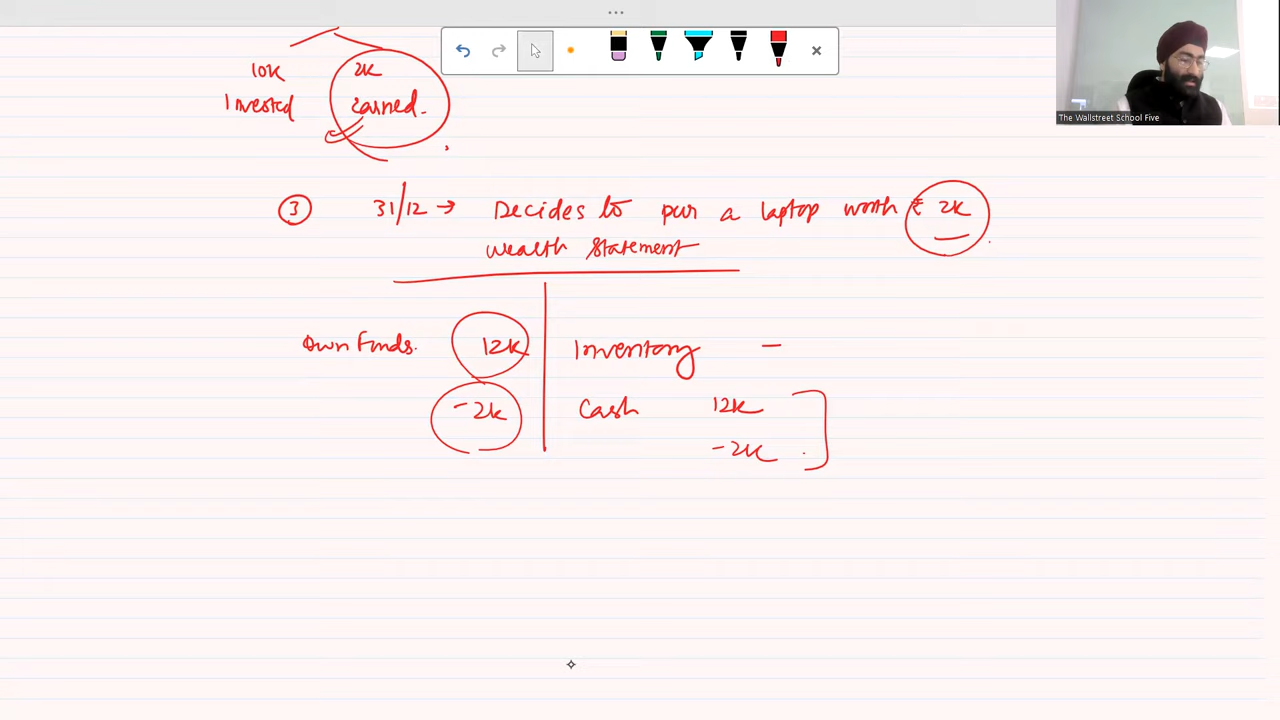 10K 2K
Invested Earned.
The Wallstreet School Five
3 31/12 → Decides to pur a laptop worth ₹ 2K
Wealth Statement
Own Funds. 12K Inventory —
-2K Cash 12K
-2K